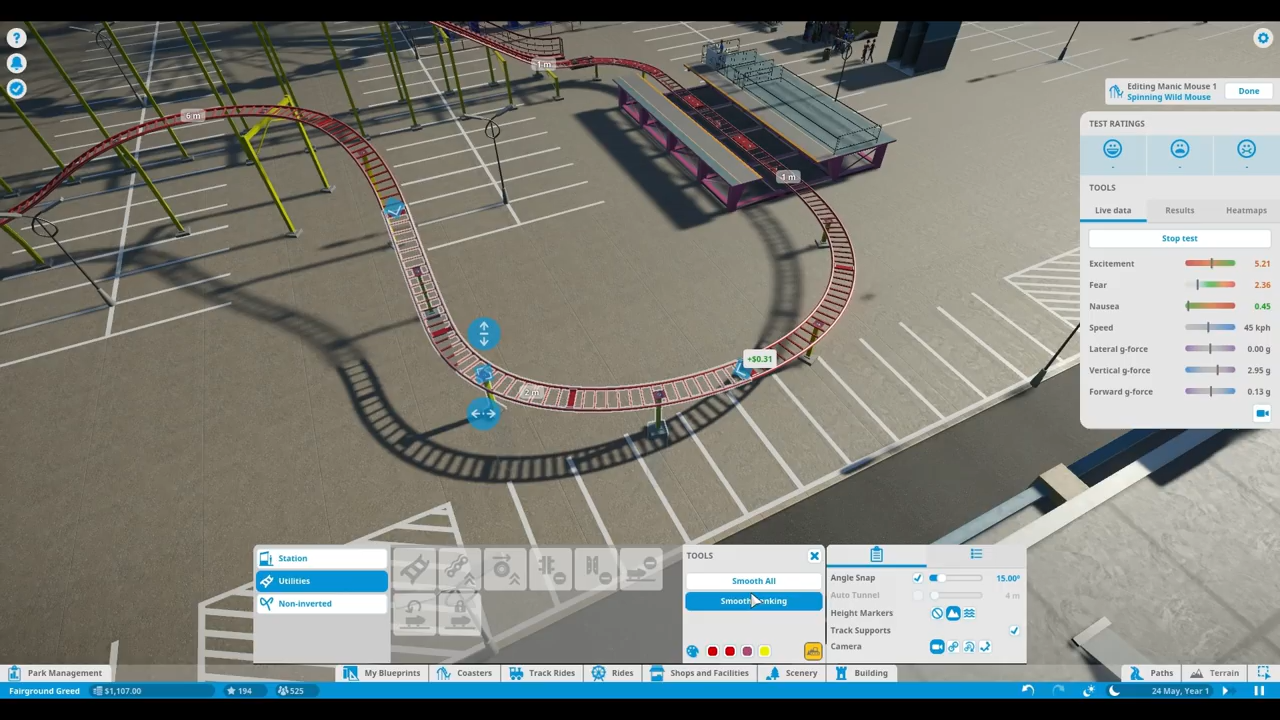 6 m
1 m
1 m
2 m
+$0.31
Editing Manic Mouse 1
Spinning Wild Mouse
Done
TEST RATINGS
-
-
-
TOOLS
Live data
Results
Heatmaps
Stop test
Excitement 5.21
Fear 2.36
Nausea 0.45
Speed 45 kph
Lateral g-force 0.00 g
Vertical g-force 2.95 g
Forward g-force 0.13 g
Station
Utilities
Non-inverted
TOOLS
Smooth All
Angle Snap 15.00°
Auto Tunnel 4 m
Height Markers
Track Supports
Camera
Park Management
My Blueprints
Coasters
Track Rides
Rides
Shops and Facilities
Scenery
Building
Paths
Terrain
Fairground Greed
$1,107.00
194
525
24 May, Year 1